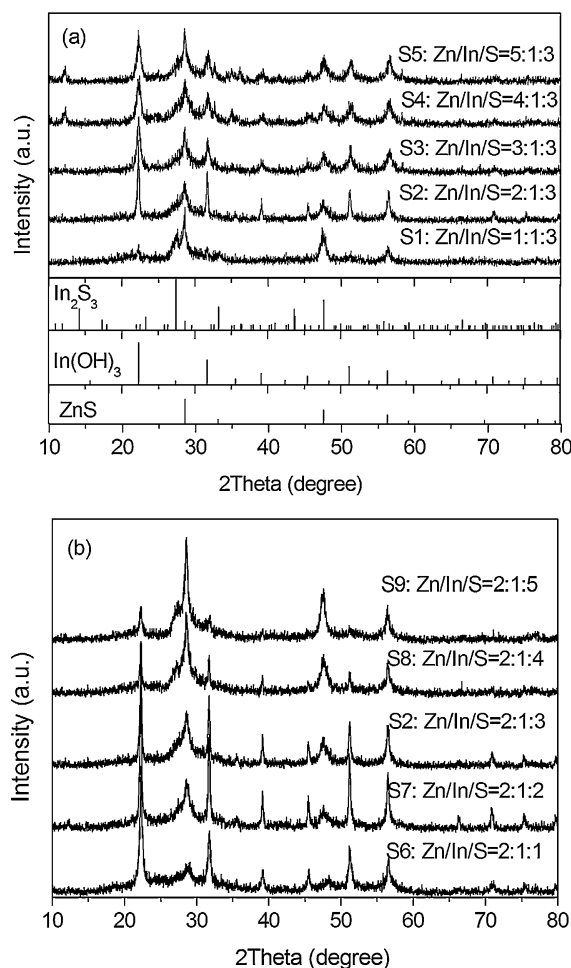 (a)
S5: Zn/In/S=5:1:3
S4: Zn/In/S=4:1:3
S3: Zn/In/S=3:1:3
S2: Zn/In/S=2:1:3
S1: Zn/In/S=1:1:3
Intensity (a.u.)
In₂S₃
In(OH)₃
ZnS
10 20 30 40 50 60 70 80
2Theta (degree)
(b)
S9: Zn/In/S=2:1:5
S8: Zn/In/S=2:1:4
S2: Zn/In/S=2:1:3
S7: Zn/In/S=2:1:2
S6: Zn/In/S=2:1:1
Intensity (a.u.)
10 20 30 40 50 60 70 80
2Theta (degree)